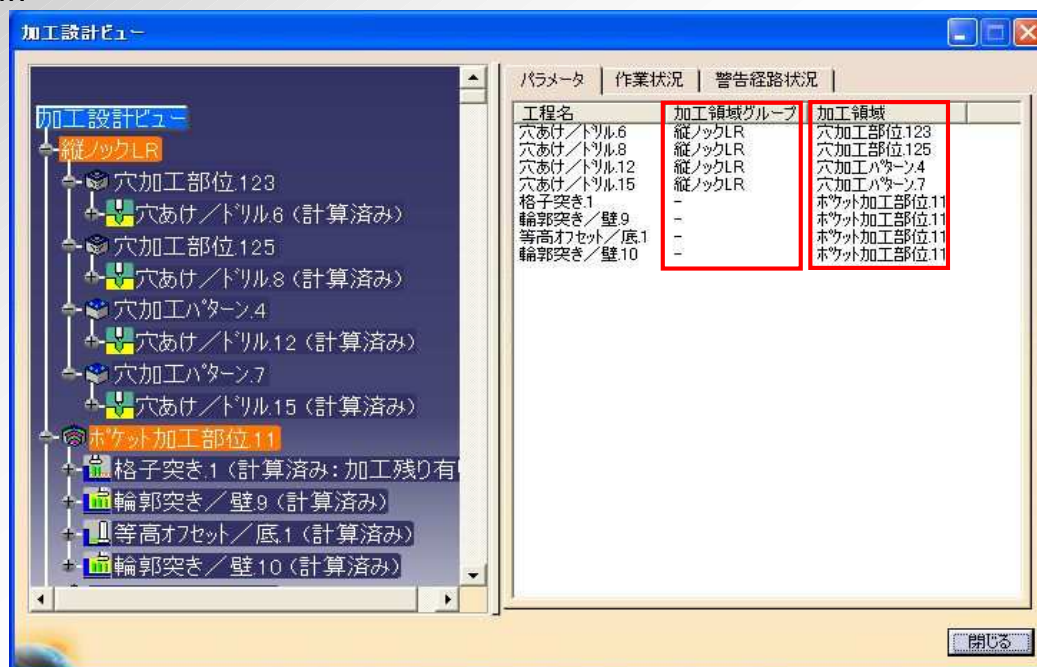 加工設計ビュー
加工設計ビュー
縦ノックLR
穴加工部位.123
穴あけ／ドリル.6（計算済み）
穴加工部位.125
穴あけ／ドリル.8（計算済み）
穴加工パターン.4
穴あけ／ドリル.12（計算済み）
穴加工パターン.7
穴あけ／ドリル.15（計算済み）
ポケット加工部位.11
格子突き.1（計算済み：加工残り有
輪郭突き／壁.9（計算済み）
等高オフセット／底.1（計算済み）
輪郭突き／壁.10（計算済み）
パラメータ 作業状況 警告経路状況
工程名 加工領域グループ 加工領域
穴あけ／ドリル.6 縦ノックLR 穴加工部位.123
穴あけ／ドリル.8 縦ノックLR 穴加工部位.125
穴あけ／ドリル.12 縦ノックLR 穴加工パターン.4
穴あけ／ドリル.15 縦ノックLR 穴加工パターン.7
格子突き.1 - ポケット加工部位.11
輪郭突き／壁.9 - ポケット加工部位.11
等高オフセット／底.1 - ポケット加工部位.11
輪郭突き／壁.10 - ポケット加工部位.11
閉じる